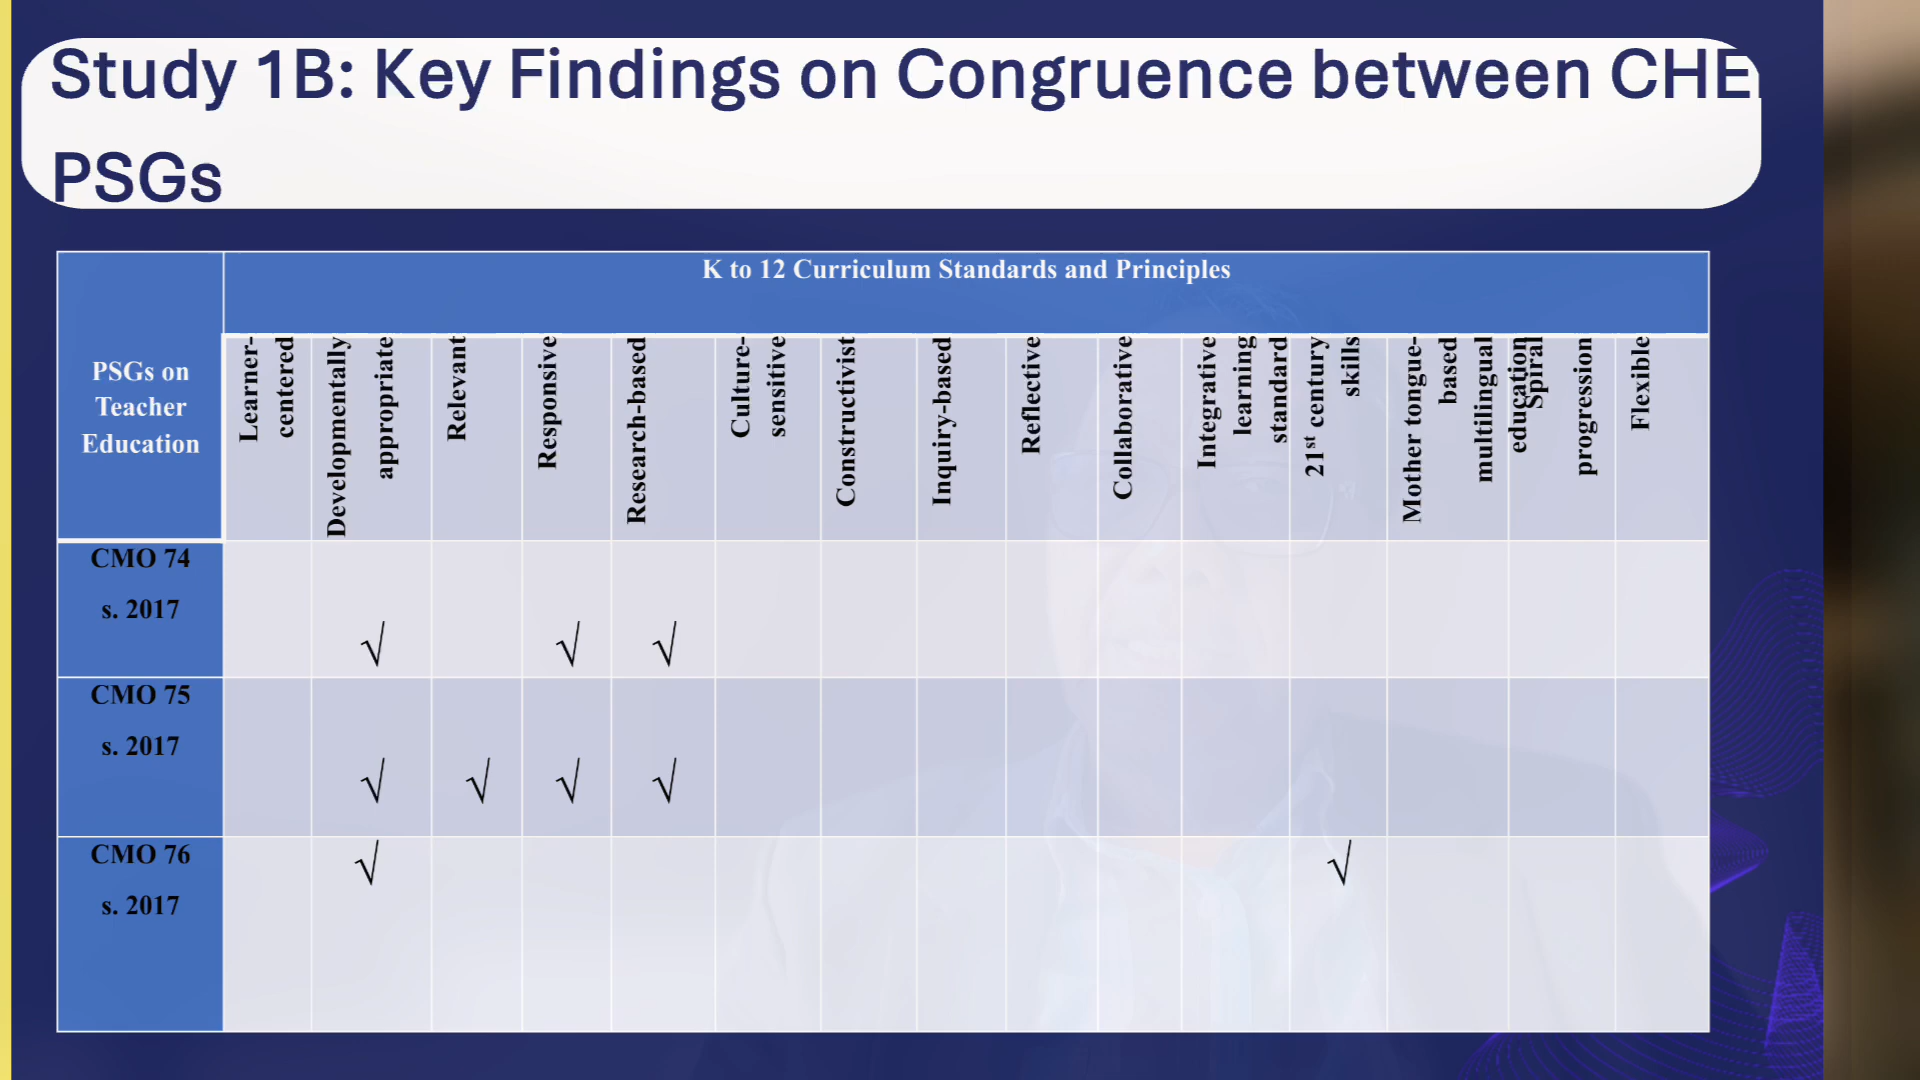 Study 1B: Key Findings on Congruence between CHE
PSGs
K to 12 Curriculum Standards and Principles
PSGs on
Teacher
Education
Learner-
centered
Developmentally
appropriate
Relevant
Responsive
Research-based
Culture-
sensitive
Constructivist
Inquiry-based
Reflective
Collaborative
Integrative
learning
standard
21st century
skills
Mother tongue-
based
multilingual
education
Spiral
progression
Flexible
CMO 74
s. 2017
√ √ √
CMO 75
s. 2017
√ √ √ √
CMO 76
s. 2017
√ √